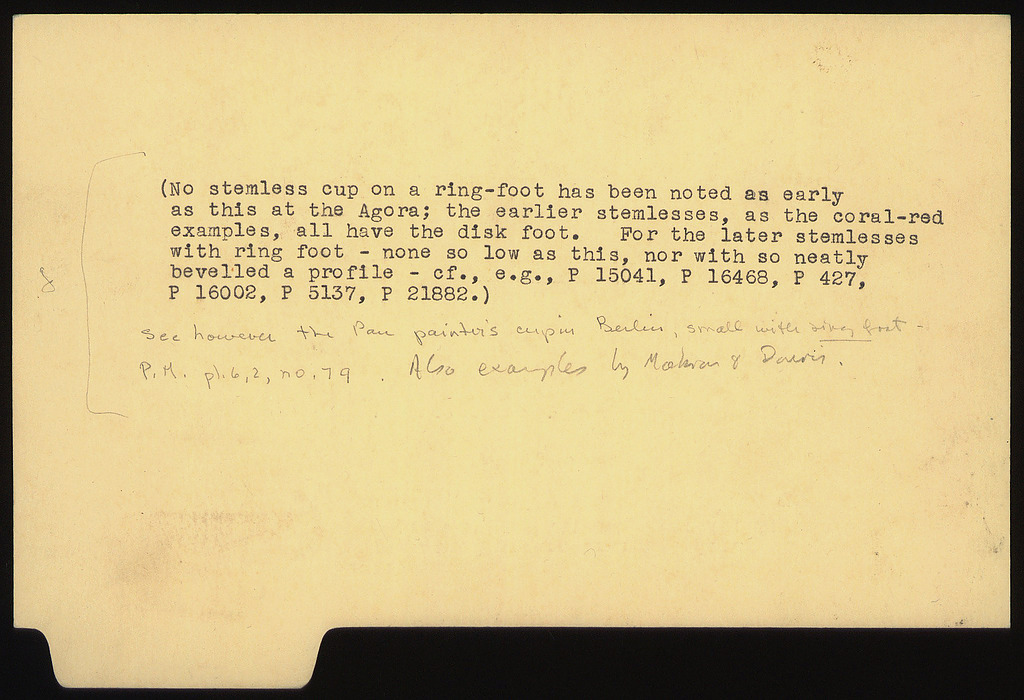 (No stemless cup on a ring-foot has been noted as early
as this at the Agora; the earlier stemlesses, as the coral-red
examples, all have the disk foot. For the later stemlesses
with ring foot - none so low as this, nor with so neatly
bevelled a profile - cf., e.g., P 15041, P 16468, P 427,
P 16002, P 5137, P 21882.)
See however the Pan painter's cup in Berlin, small with ring foot -
P.M. pl.6,2, no.79. Also examples by Makron & Douris.